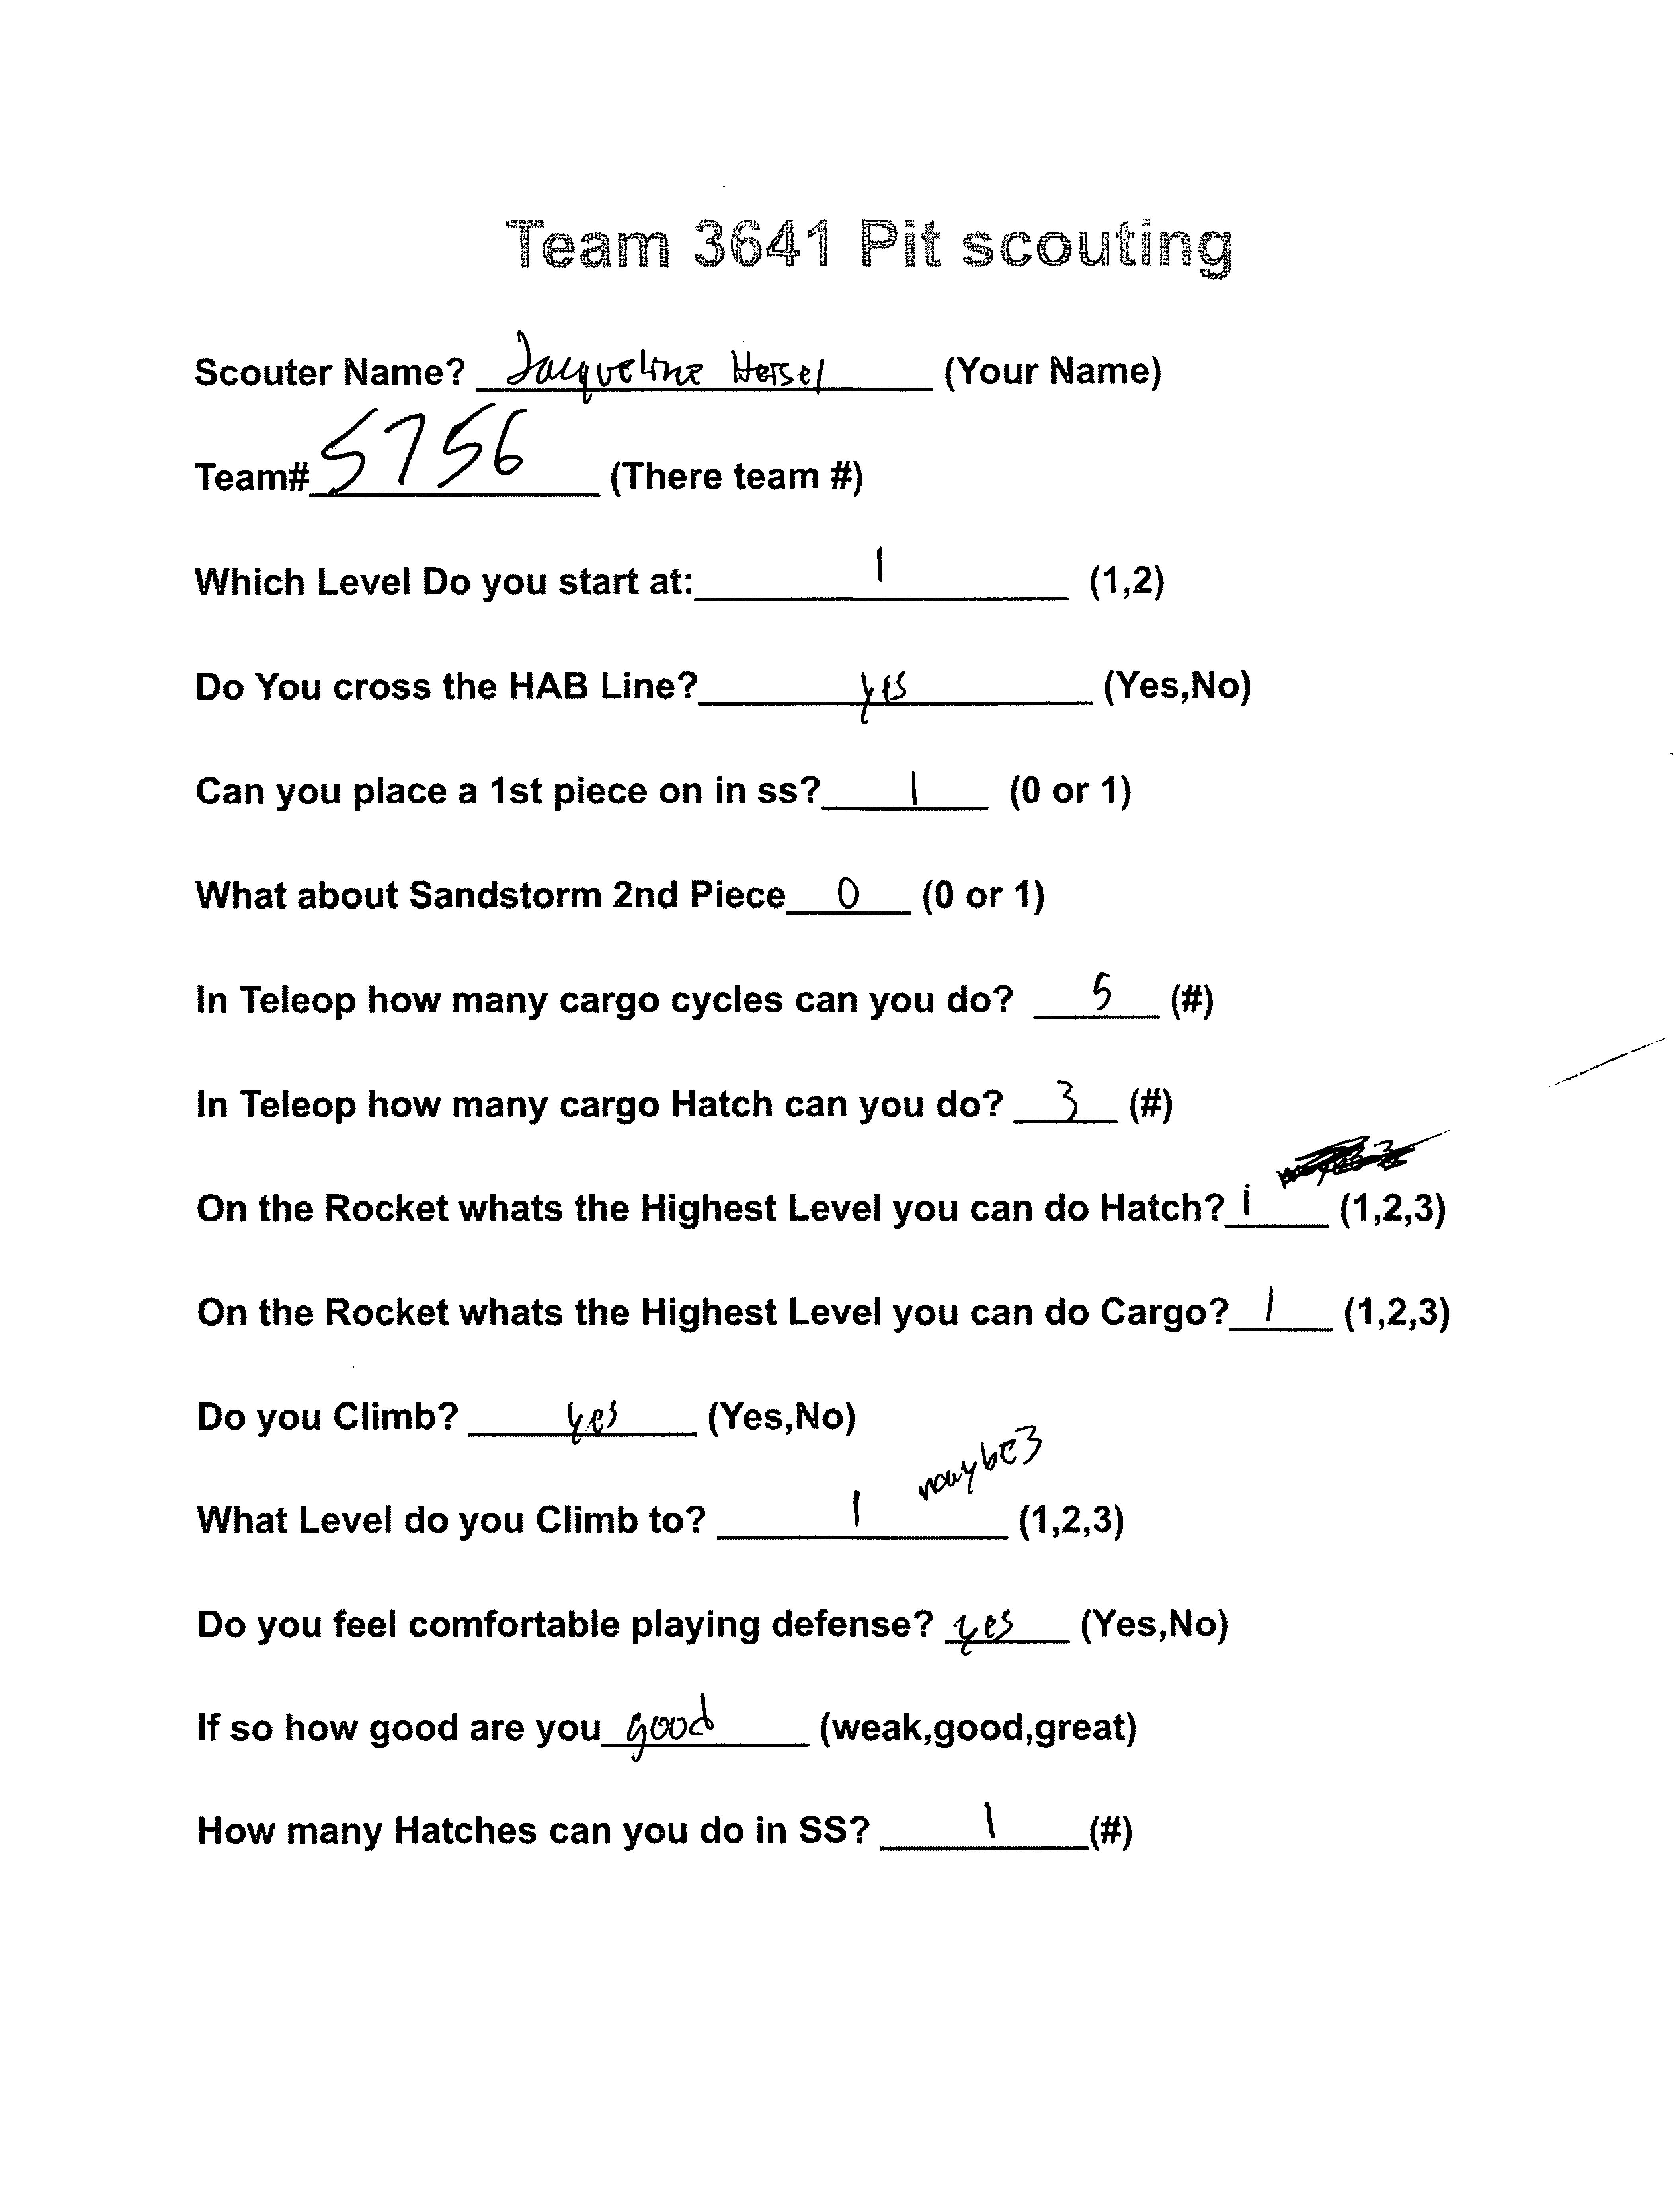 Team 3641 Pit scouting
Scouter Name? Jacqueline Hersel (Your Name)
Team# 5756 (There team #)
Which Level Do you start at: 1 (1,2)
Do You cross the HAB Line? yes (Yes,No)
Can you place a 1st piece on in ss? 1 (0 or 1)
What about Sandstorm 2nd Piece 0 (0 or 1)
In Teleop how many cargo cycles can you do? 5 (#)
In Teleop how many cargo Hatch can you do? 3 (#)
On the Rocket whats the Highest Level you can do Hatch? 1 (1,2,3)
On the Rocket whats the Highest Level you can do Cargo? 1 (1,2,3)
Do you Climb? yes (Yes,No)
What Level do you Climb to? 1 maybe 3 (1,2,3)
Do you feel comfortable playing defense? yes (Yes,No)
If so how good are you good (weak,good,great)
How many Hatches can you do in SS? 1 (#)